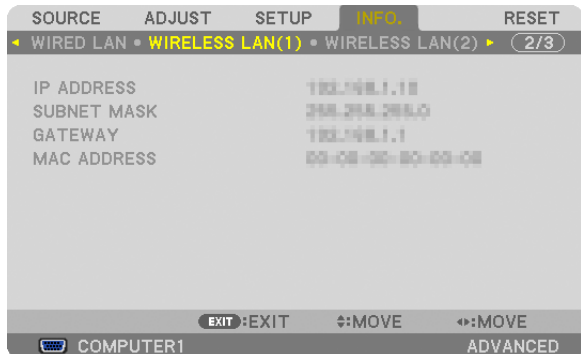 SOURCE ADJUST SETUP INFO. RESET
WIRED LAN • WIRELESS LAN(1) • WIRELESS LAN(2) 2/3
IP ADDRESS
SUBNET MASK
GATEWAY
MAC ADDRESS
EXIT :EXIT :MOVE :MOVE
COMPUTER1 ADVANCED